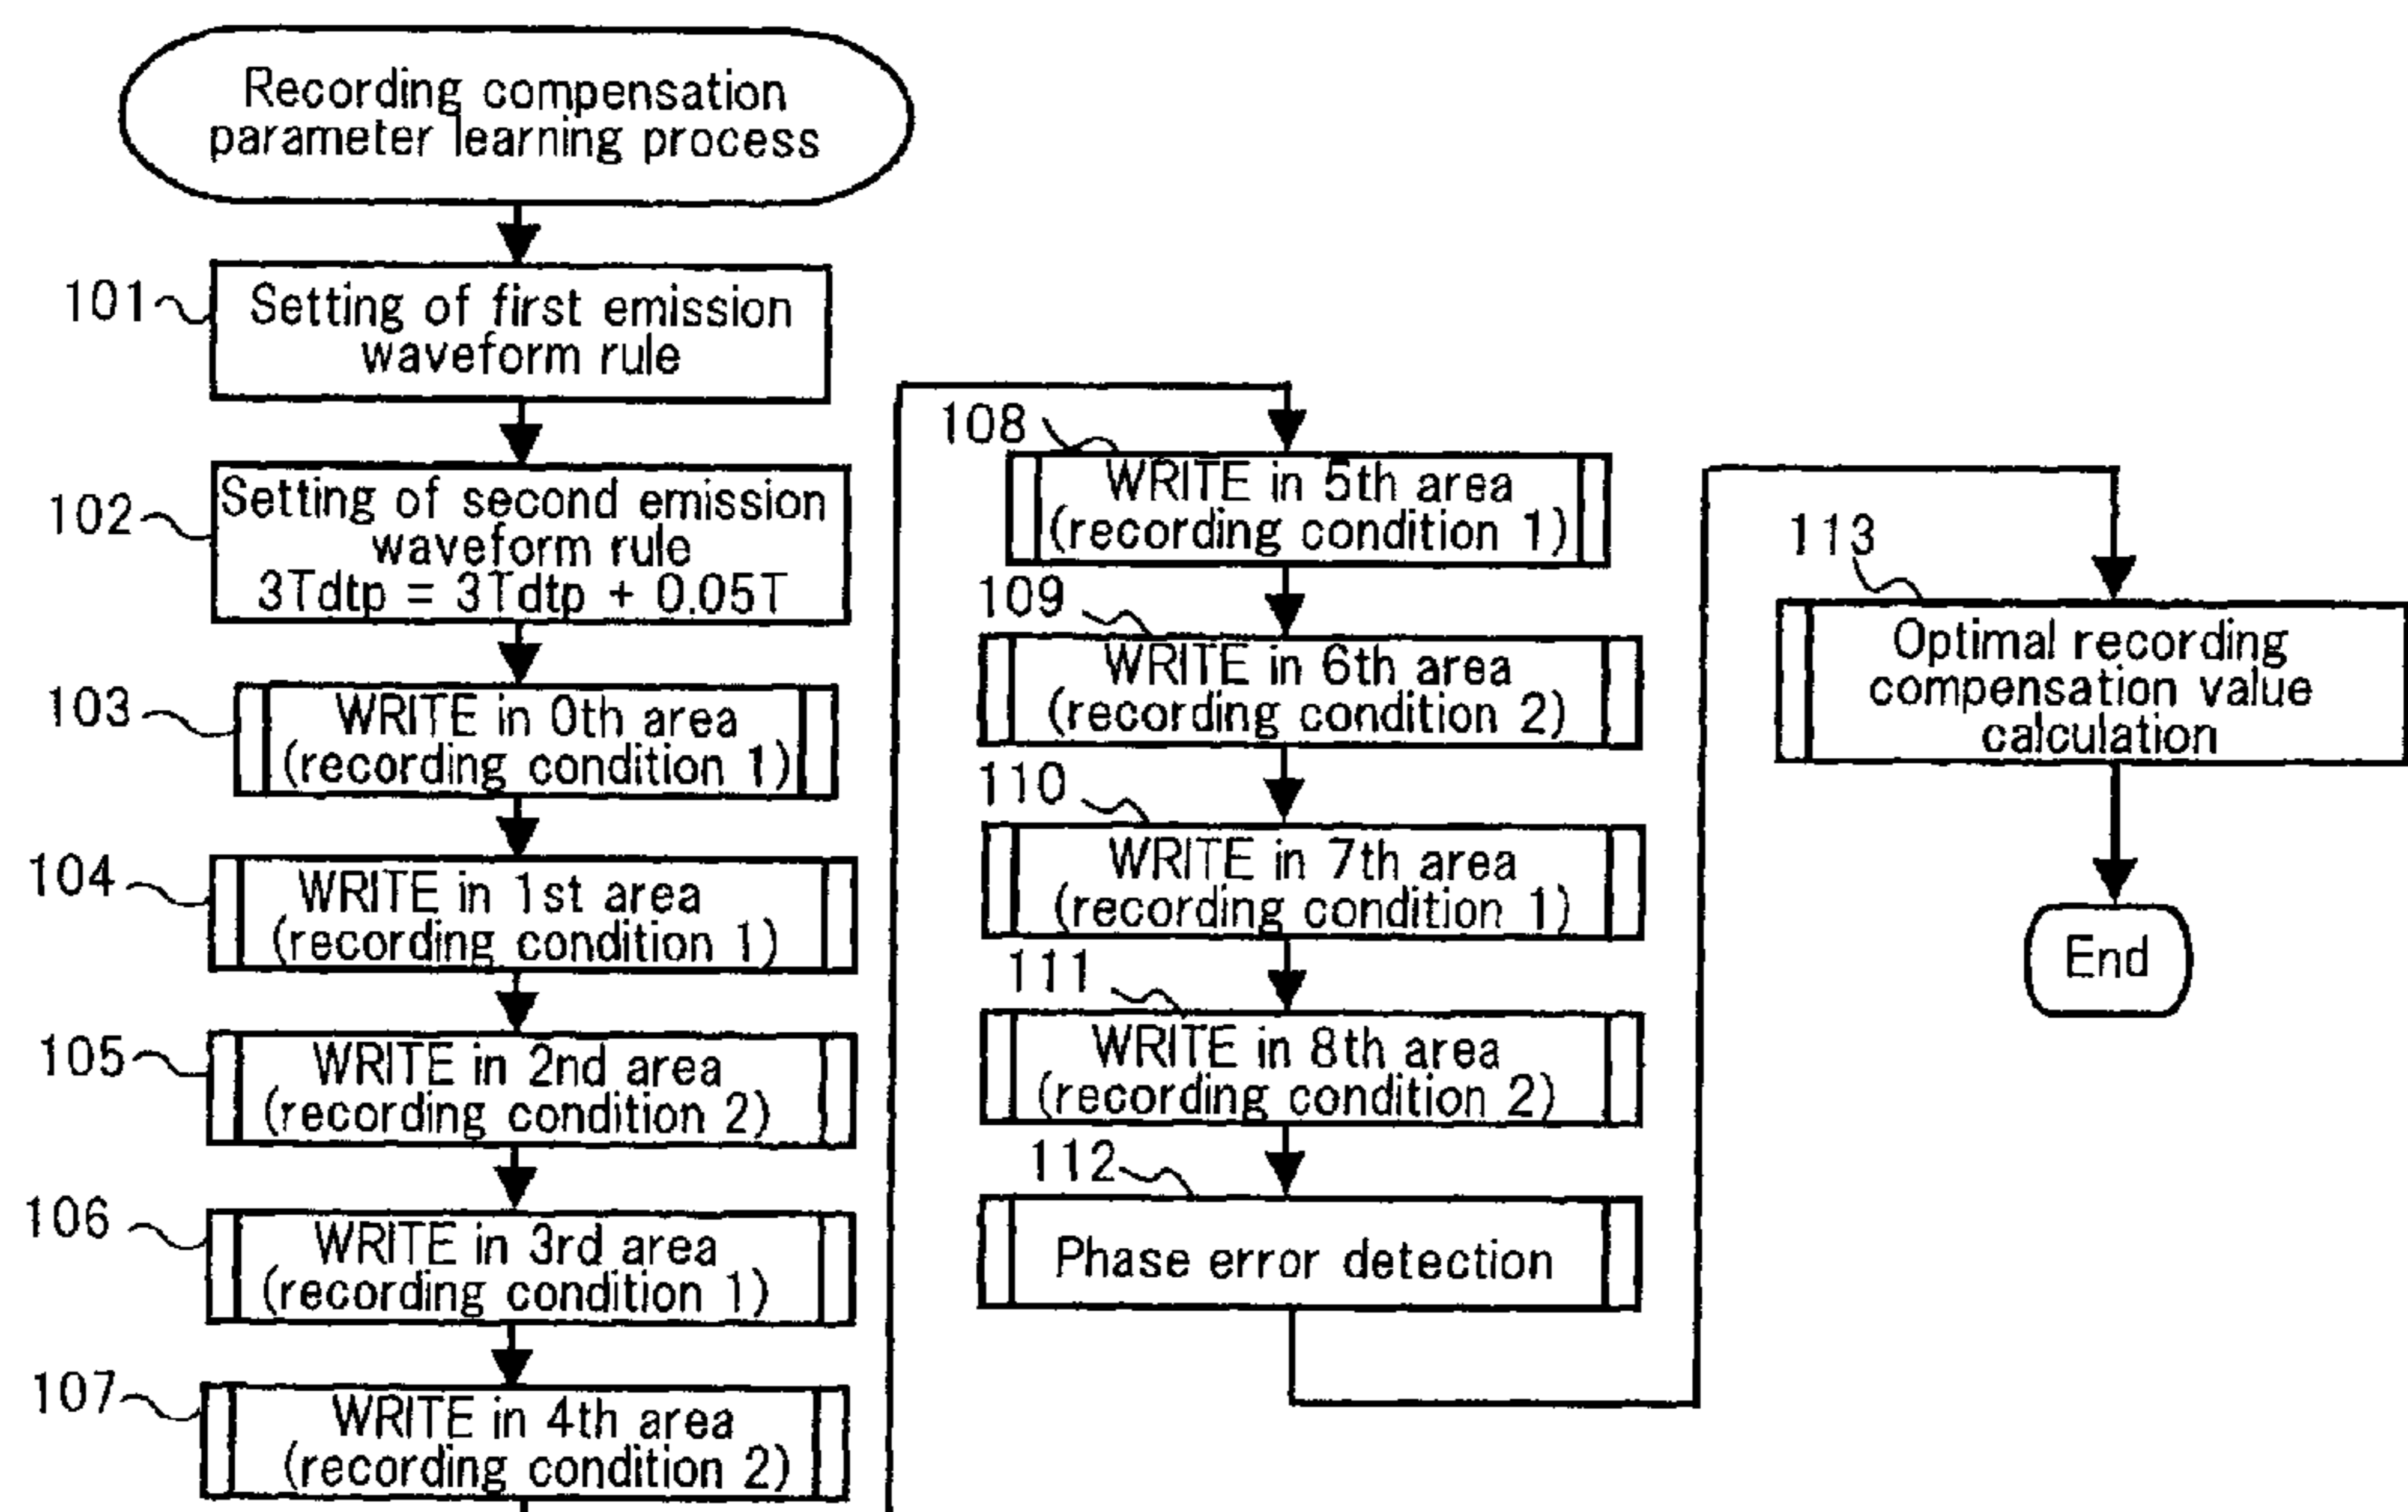 Recording compensation
parameter learning process
101
Setting of first emission
waveform rule
102
Setting of second emission
waveform rule
3Tdtp = 3Tdtp + 0.05T
103
WRITE in 0th area
(recording condition 1)
104
WRITE in 1st area
(recording condition 1)
105
WRITE in 2nd area
(recording condition 2)
106
WRITE in 3rd area
(recording condition 1)
107
WRITE in 4th area
(recording condition 2)
108
WRITE in 5th area
(recording condition 1)
109
WRITE in 6th area
(recording condition 2)
110
WRITE in 7th area
(recording condition 1)
111
WRITE in 8th area
(recording condition 2)
112
Phase error detection
113
Optimal recording
compensation value
calculation
End